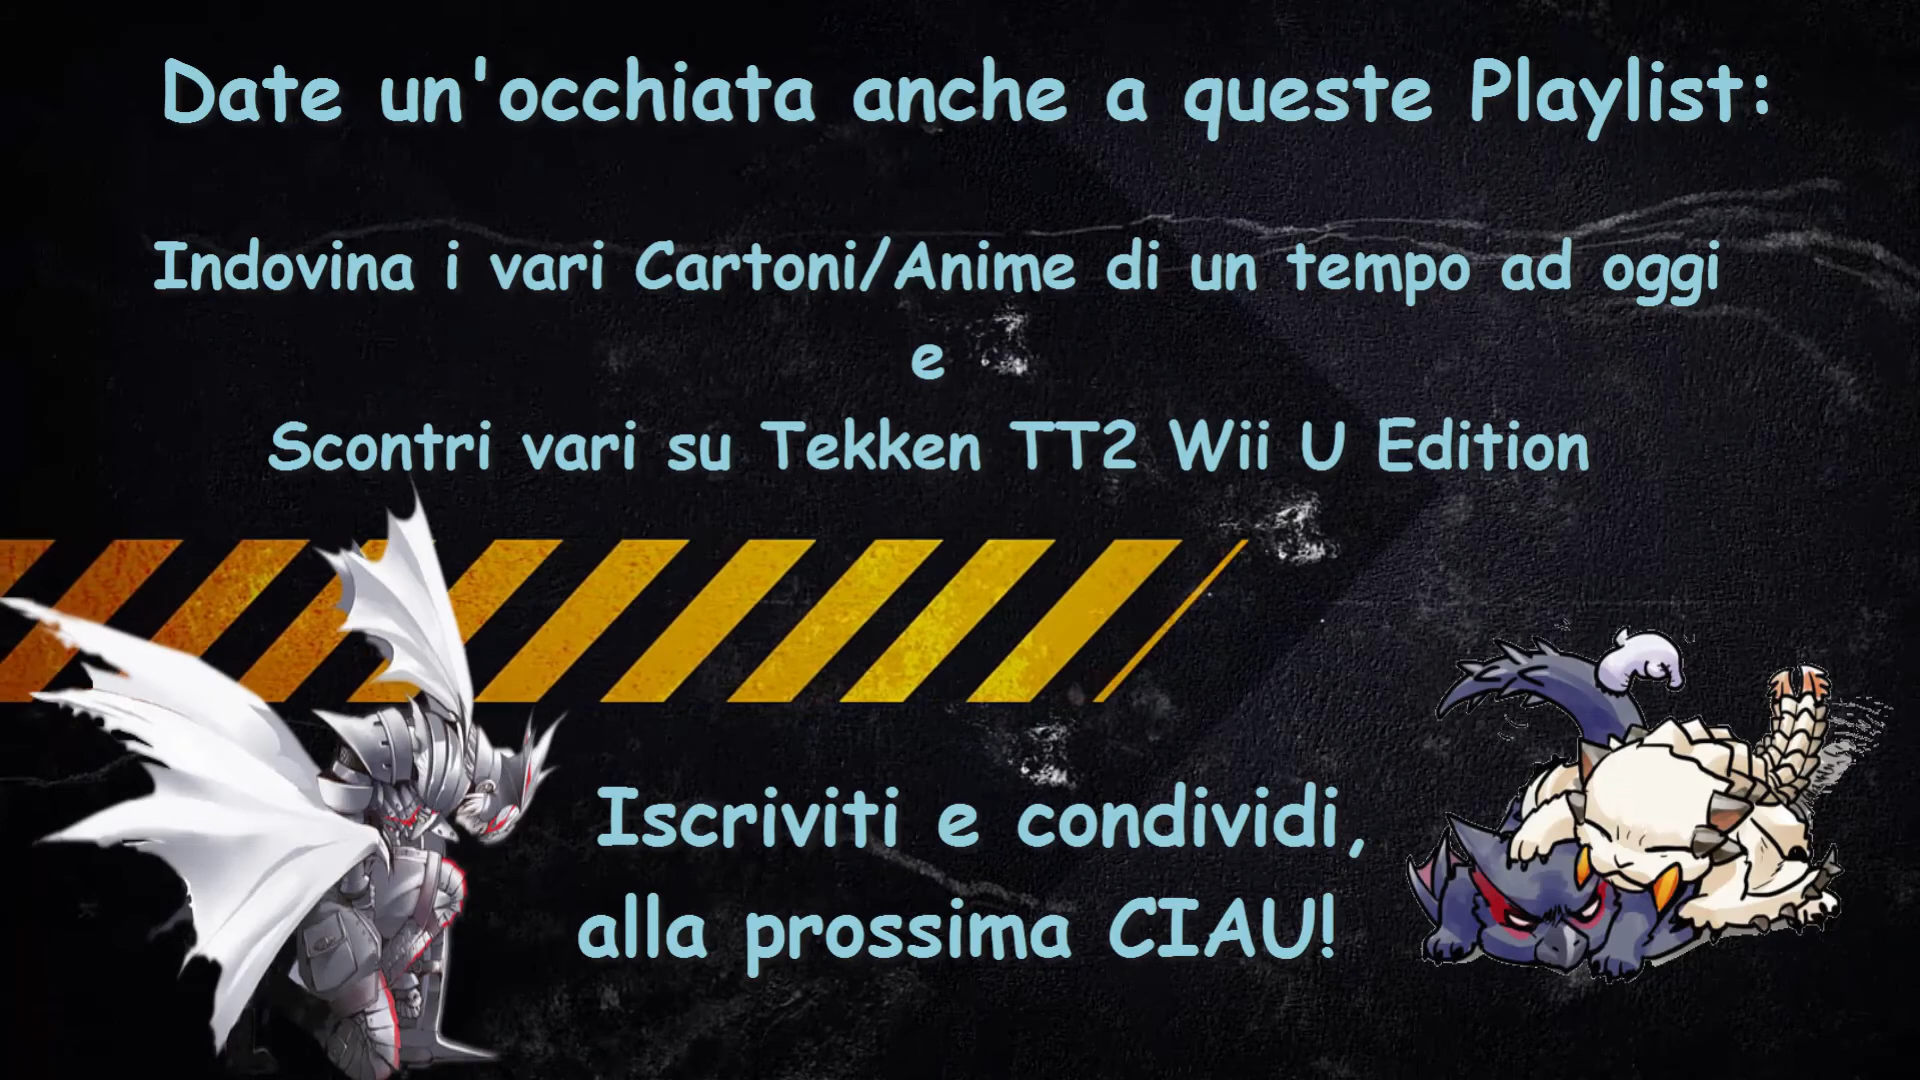 Date un'occhiata anche a queste Playlist:
Indovina i vari Cartoni/Anime di un tempo ad oggi
e
Scontri vari su Tekken TT2 Wii U Edition
Iscriviti e condividi,
alla prossima CIAU!